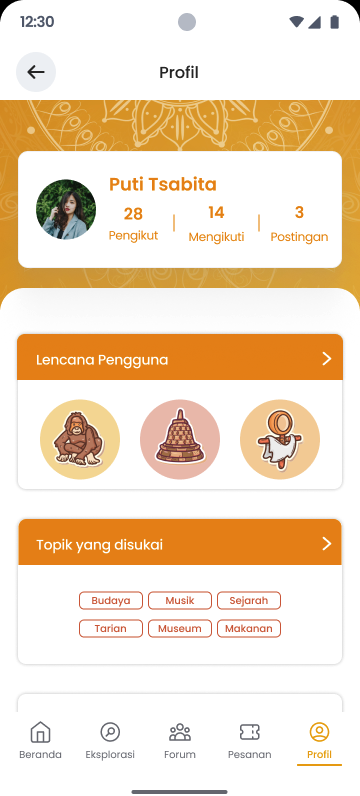 12:30
Profil
Puti Tsabita
28 14 3
Pengikut Mengikuti Postingan
Lencana Pengguna
Topik yang disukai
Budaya Musik Sejarah
Tarian Museum Makanan
Beranda Eksplorasi Forum Pesanan Profil